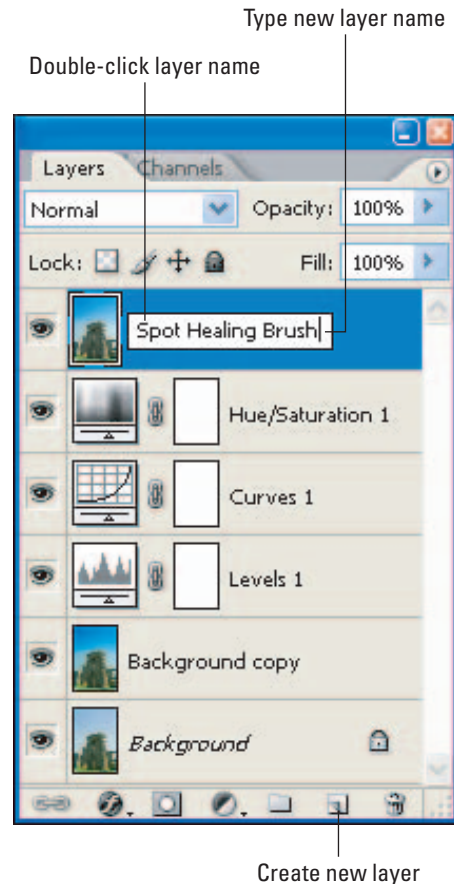 Type new layer name
Double-click layer name
Layers Channels
Normal Opacity: 100%
Lock: Fill: 100%
Spot Healing Brush
Hue/Saturation 1
Curves 1
Levels 1
Background copy
Background
Create new layer